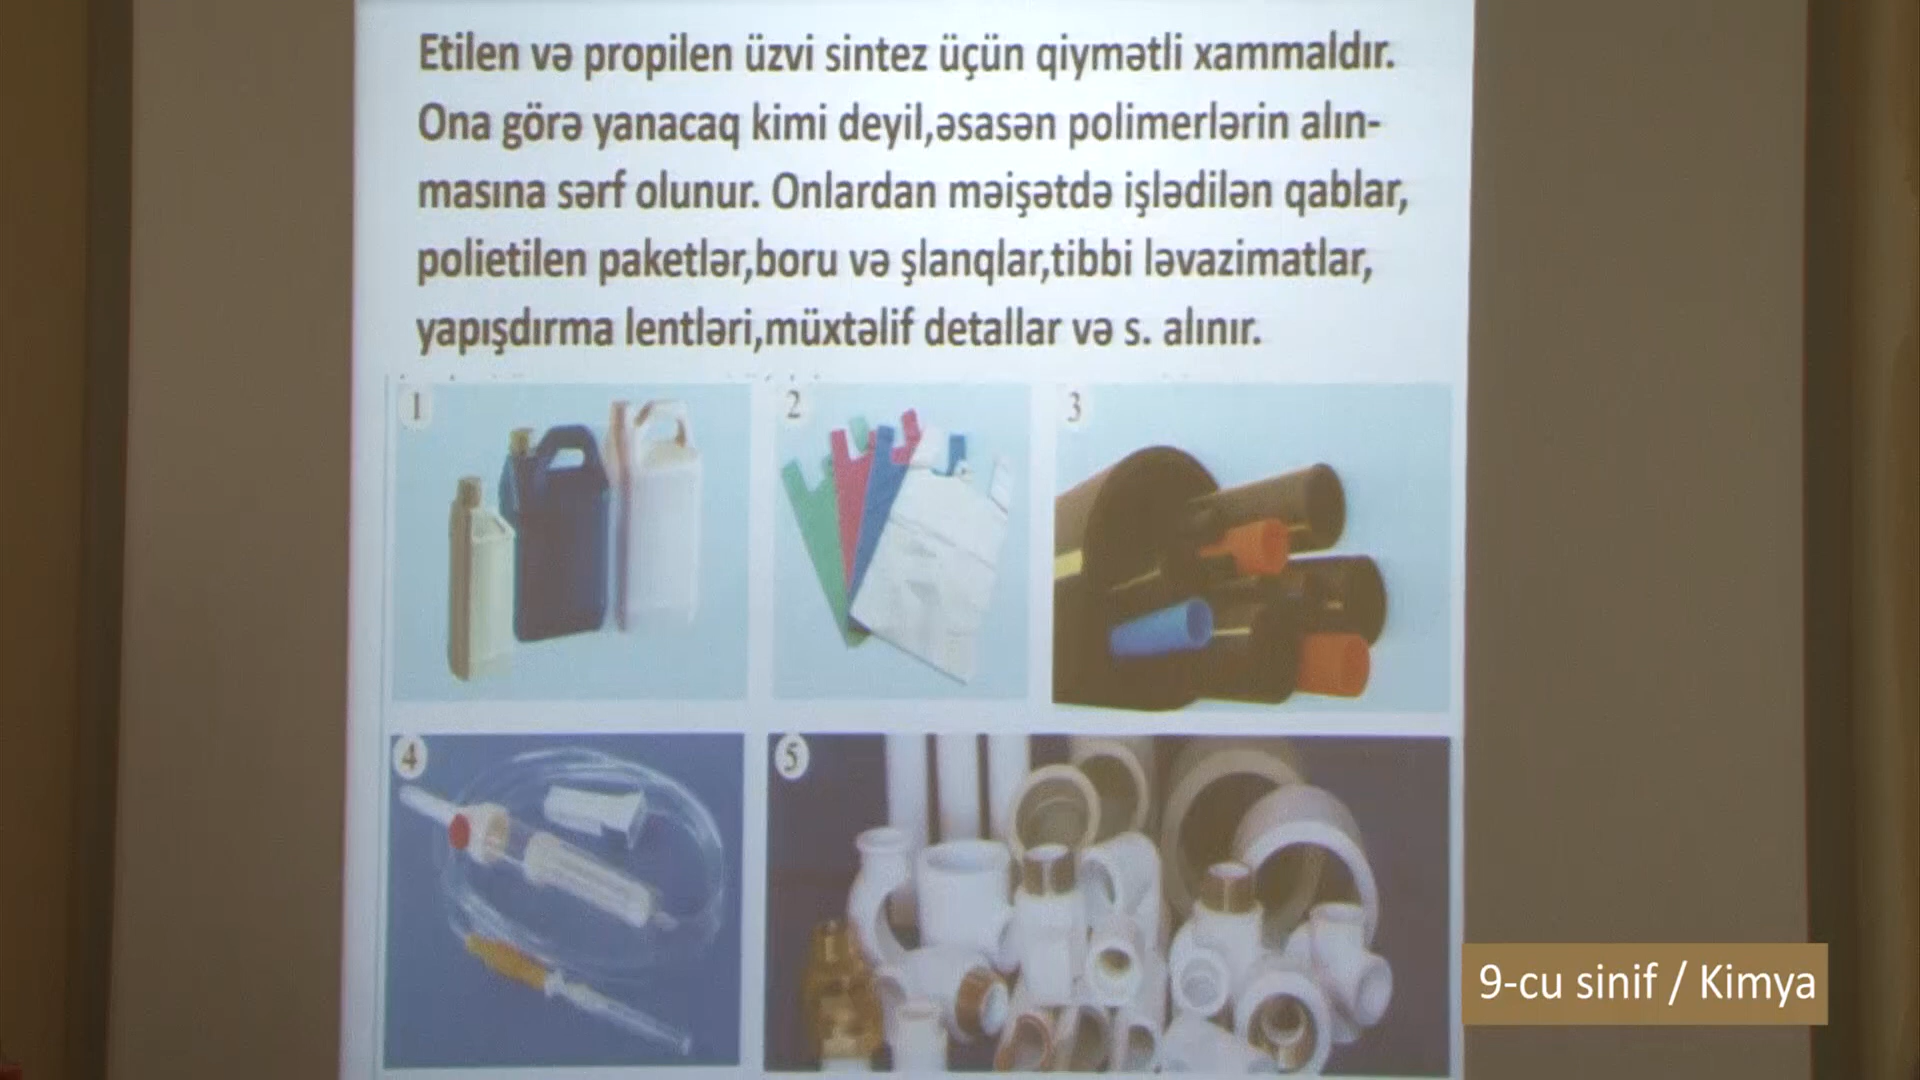 Etilen və propilen üzvi sintez üçün qiymətli xammaldır.
Ona görə yanacaq kimi deyil,əsasən polimerlərin alın-
masına sərf olunur. Onlardan məişətdə işlədilən qablar,
polietilen paketlər,boru və şlanqlar,tibbi ləvazimatlar,
yapışdırma lentləri,müxtəlif detallar və s. alınır.
1
2
3
4
5
9-cu sinif / Kimya